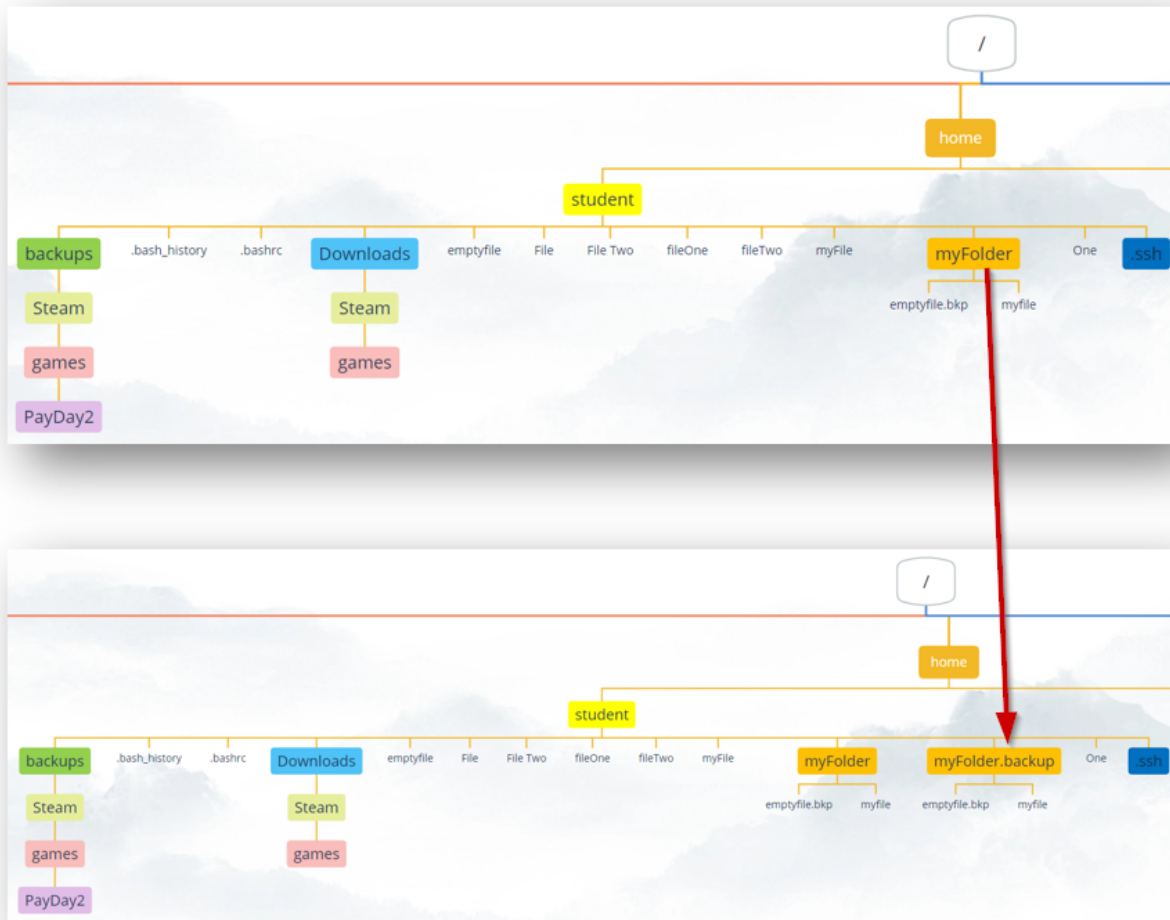 /
home
student
backups .bash_history .bashrc Downloads emptyfile File File Two fileOne fileTwo myFile myFolder One .ssh
Steam Steam emptyfile.bkp myfile
games games
PayDay2
/
home
student
backups .bash_history .bashrc Downloads emptyfile File File Two fileOne fileTwo myFile myFolder myFolder.backup One .ssh
Steam Steam emptyfile.bkp myfile emptyfile.bkp myfile
games games
PayDay2